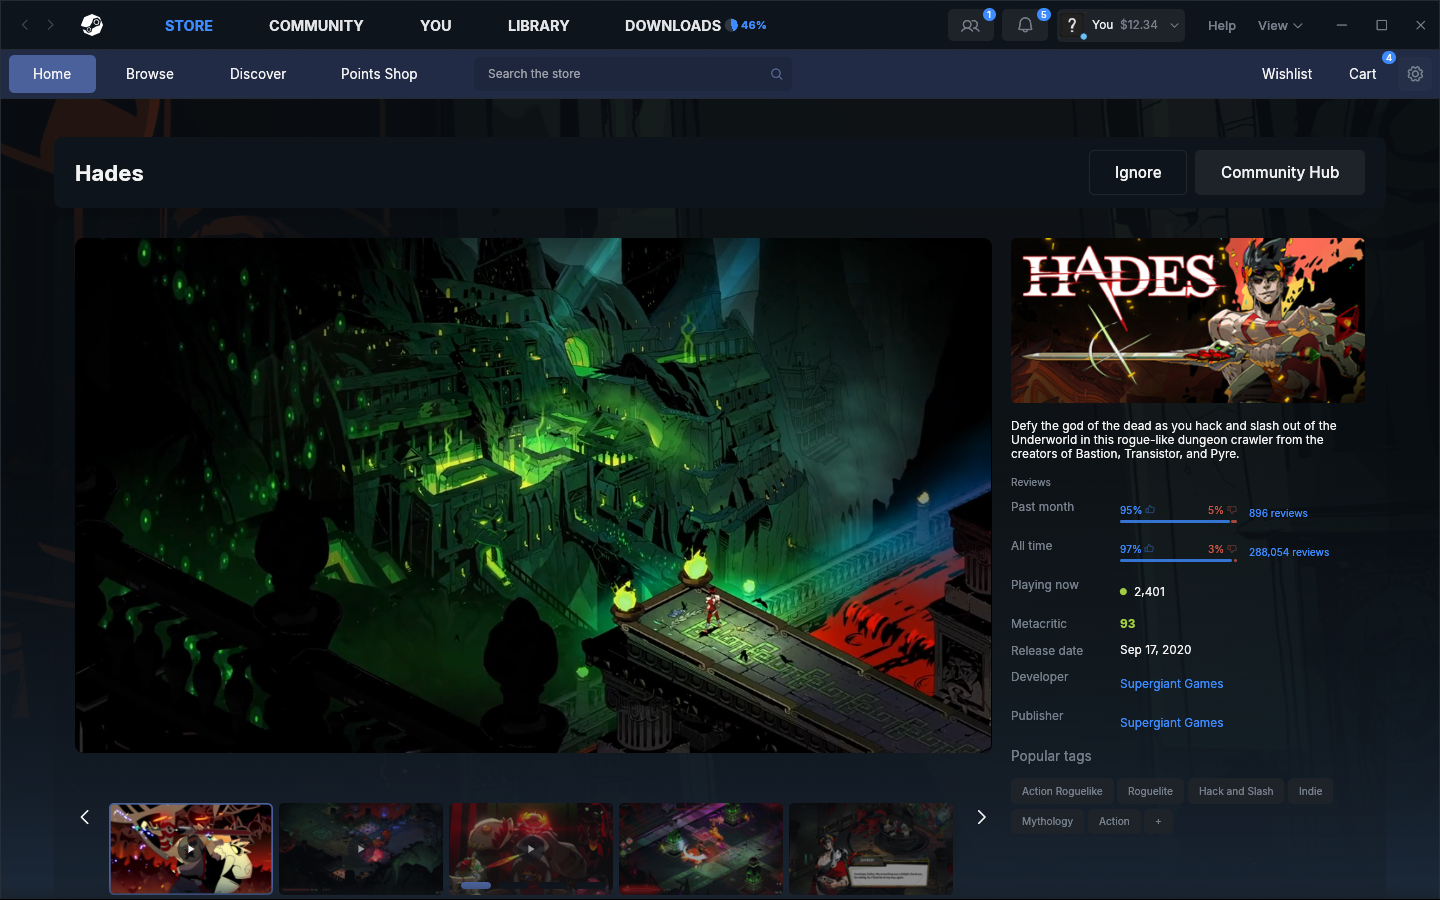 STORE
COMMUNITY
YOU
LIBRARY
DOWNLOADS 46%
1
5
?
You $12.34
Help
View
Home
Browse
Discover
Points Shop
Search the store
Wishlist
Cart
4
Hades
Ignore
Community Hub
HADES
Defy the god of the dead as you hack and slash out of the
Underworld in this rogue-like dungeon crawler from the
creators of Bastion, Transistor, and Pyre.
Reviews
Past month
95% 5% 896 reviews
All time
97% 3% 288,054 reviews
Playing now
2,401
Metacritic
93
Release date
Sep 17, 2020
Developer
Supergiant Games
Publisher
Supergiant Games
Popular tags
Action Roguelike
Roguelite
Hack and Slash
Indie
Mythology
Action
+